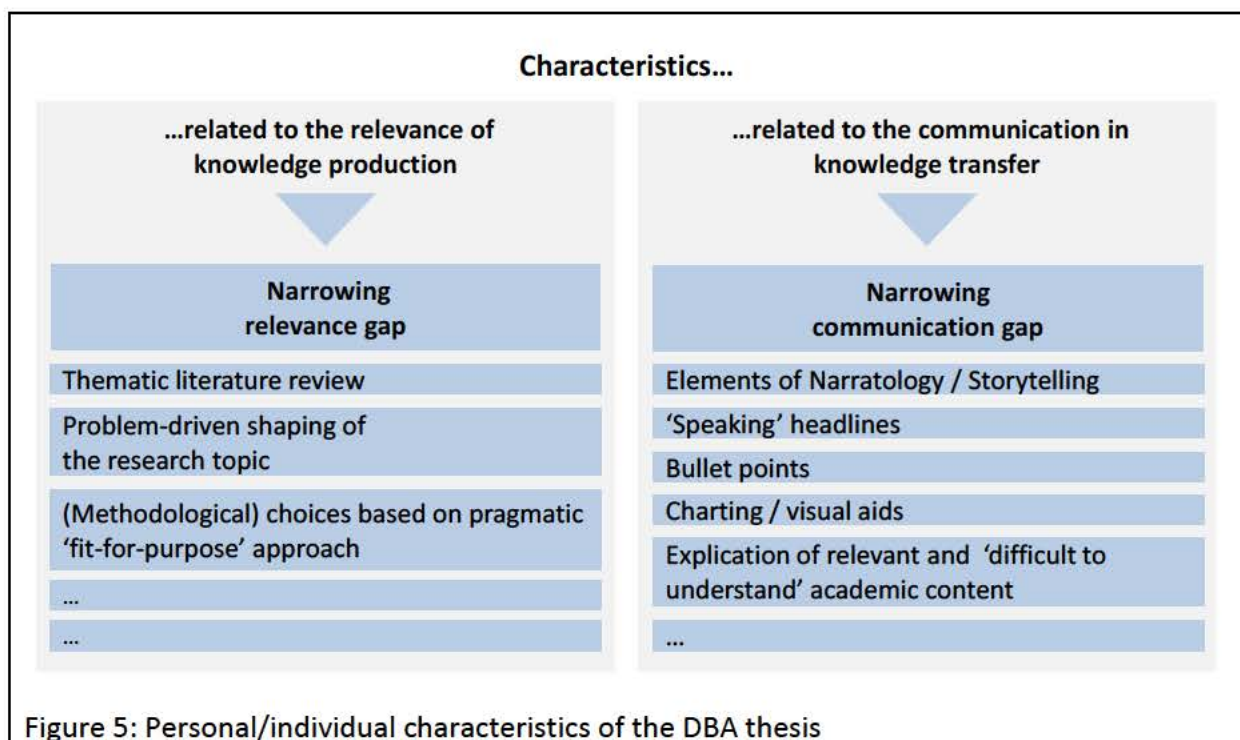 Characteristics...
...related to the relevance of
knowledge production
Narrowing
relevance gap
Thematic literature review
Problem-driven shaping of
the research topic
(Methodological) choices based on pragmatic
‘fit-for-purpose’ approach
...
...
...related to the communication in
knowledge transfer
Narrowing
communication gap
Elements of Narratology / Storytelling
‘Speaking’ headlines
Bullet points
Charting / visual aids
Explication of relevant and ‘difficult to
understand’ academic content
...
Figure 5: Personal/individual characteristics of the DBA thesis